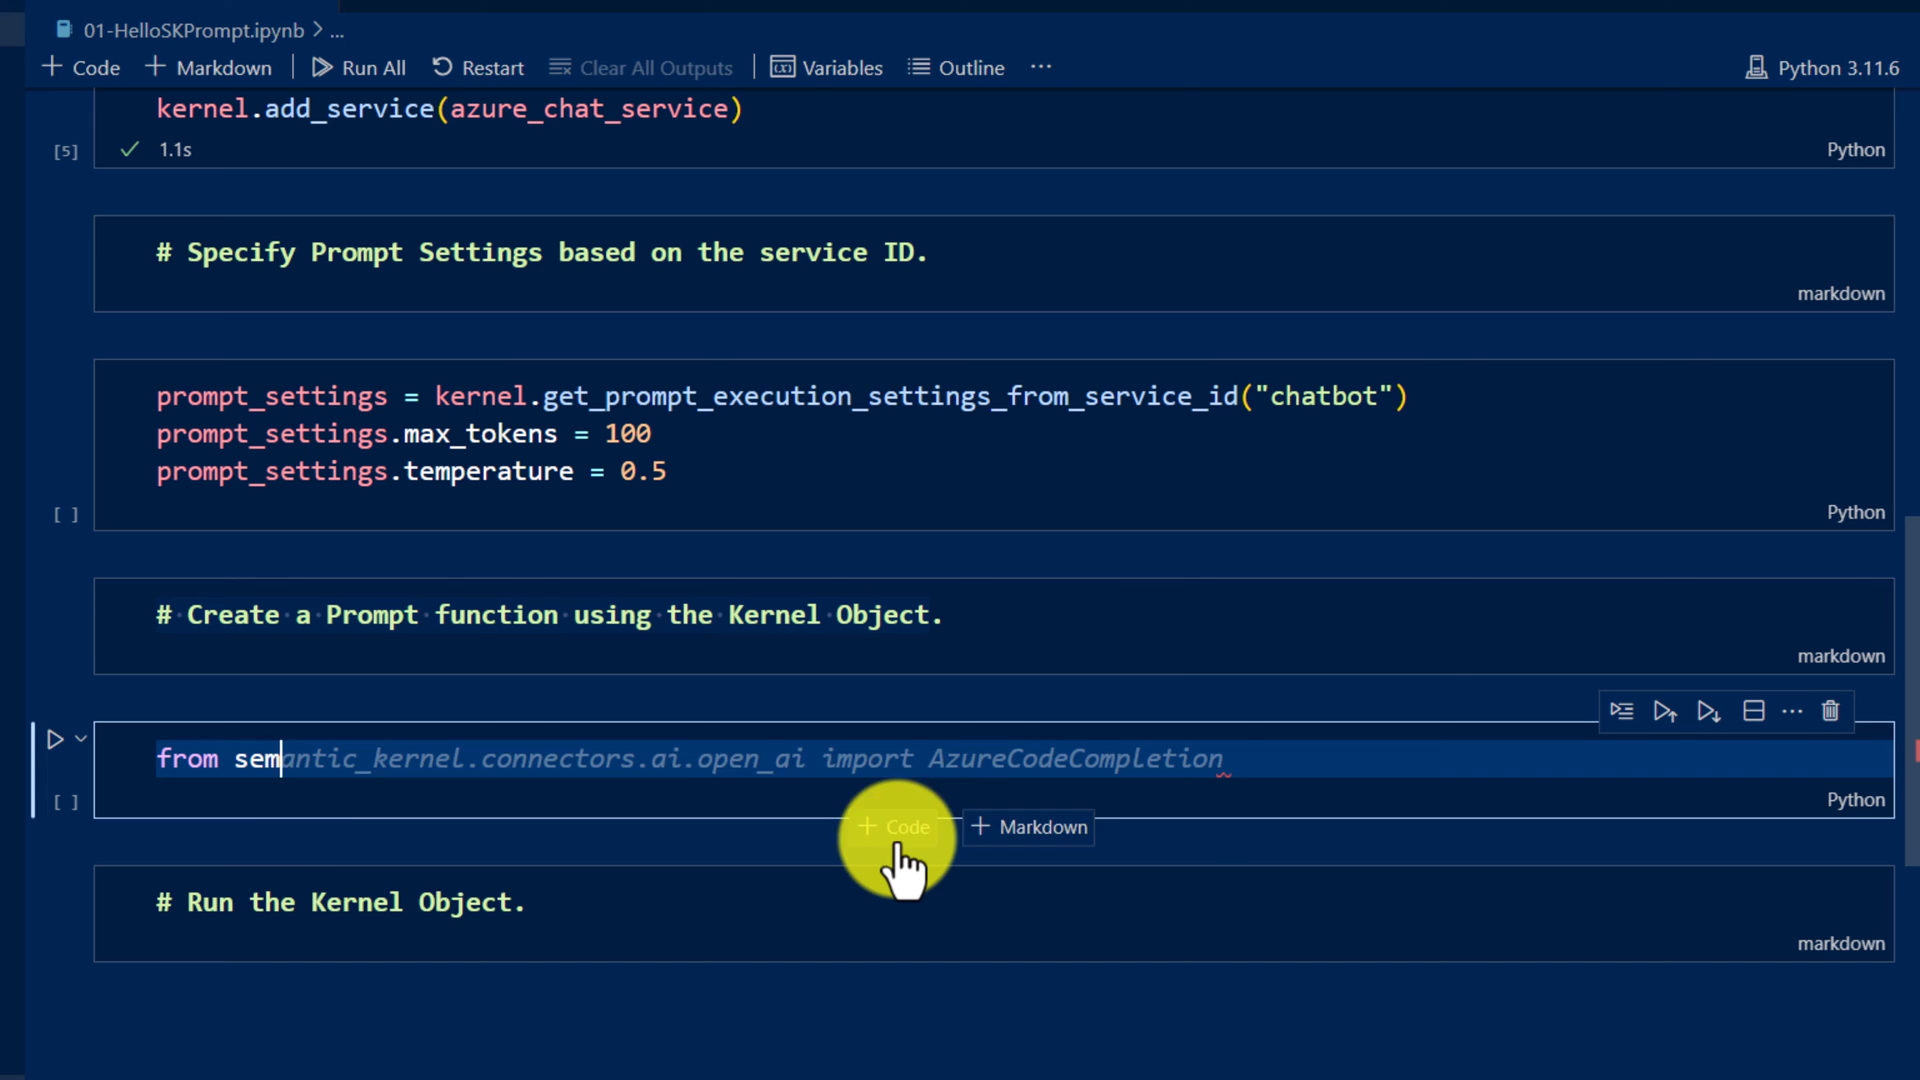 01-HelloSKPrompt.ipynb > ...
+ Code + Markdown Run All Restart Clear All Outputs Variables Outline ... Python 3.11.6
kernel.add_service(azure_chat_service)
[5] ✓ 1.1s Python
# Specify Prompt Settings based on the service ID.
markdown
prompt_settings = kernel.get_prompt_execution_settings_from_service_id("chatbot")
prompt_settings.max_tokens = 100
prompt_settings.temperature = 0.5
[ ] Python
# Create a Prompt function using the Kernel Object.
markdown
from semantic_kernel.connectors.ai.open_ai import AzureCodeCompletion
[ ] Python
+ Code + Markdown
# Run the Kernel Object.
markdown